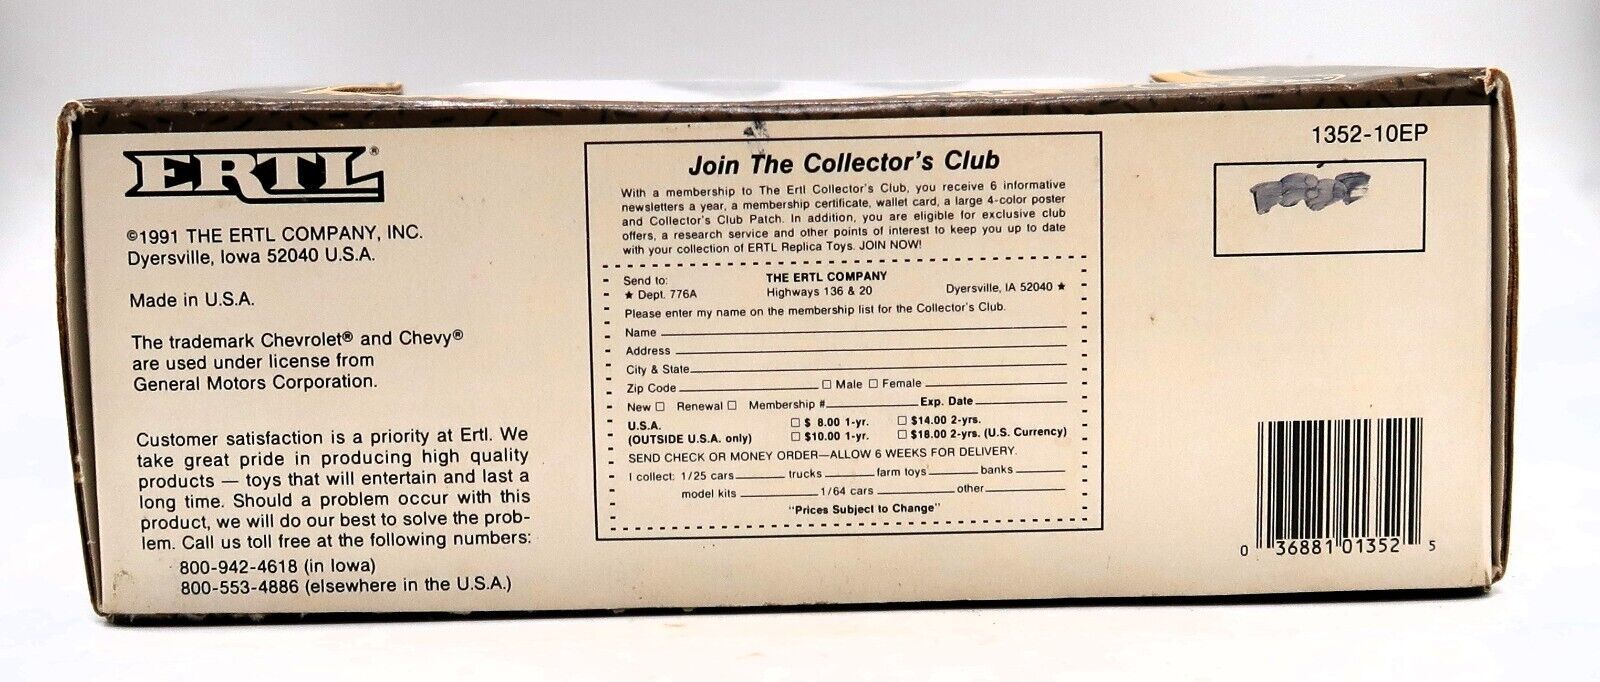 ERTL®
©1991 THE ERTL COMPANY, INC.
Dyersville, Iowa 52040 U.S.A.
Made in U.S.A.
The trademark Chevrolet® and Chevy®
are used under license from
General Motors Corporation.
Customer satisfaction is a priority at Ertl. We
take great pride in producing high quality
products — toys that will entertain and last a
long time. Should a problem occur with this
product, we will do our best to solve the prob-
lem. Call us toll free at the following numbers:
800-942-4618 (in Iowa)
800-553-4886 (elsewhere in the U.S.A.)
Join The Collector's Club
With a membership to The Ertl Collector's Club, you receive 6 informative
newsletters a year, a membership certificate, wallet card, a large 4-color poster
and Collector's Club Patch. In addition, you are eligible for exclusive club
offers, a research service and other points of interest to keep you up to date
with your collection of ERTL Replica Toys. JOIN NOW!
Send to: THE ERTL COMPANY
★ Dept. 776A Highways 136 & 20 Dyersville, IA 52040 ★
Please enter my name on the membership list for the Collector's Club.
Name
Address
City & State
Zip Code ☐ Male ☐ Female
New ☐ Renewal ☐ Membership # Exp. Date
U.S.A. ☐ $ 8.00 1-yr. ☐ $14.00 2-yrs.
(OUTSIDE U.S.A. only) ☐ $10.00 1-yr. ☐ $18.00 2-yrs. (U.S. Currency)
SEND CHECK OR MONEY ORDER—ALLOW 6 WEEKS FOR DELIVERY.
I collect: 1/25 cars trucks farm toys banks
model kits 1/64 cars other
"Prices Subject to Change"
1352-10EP
0 36881 01352 5